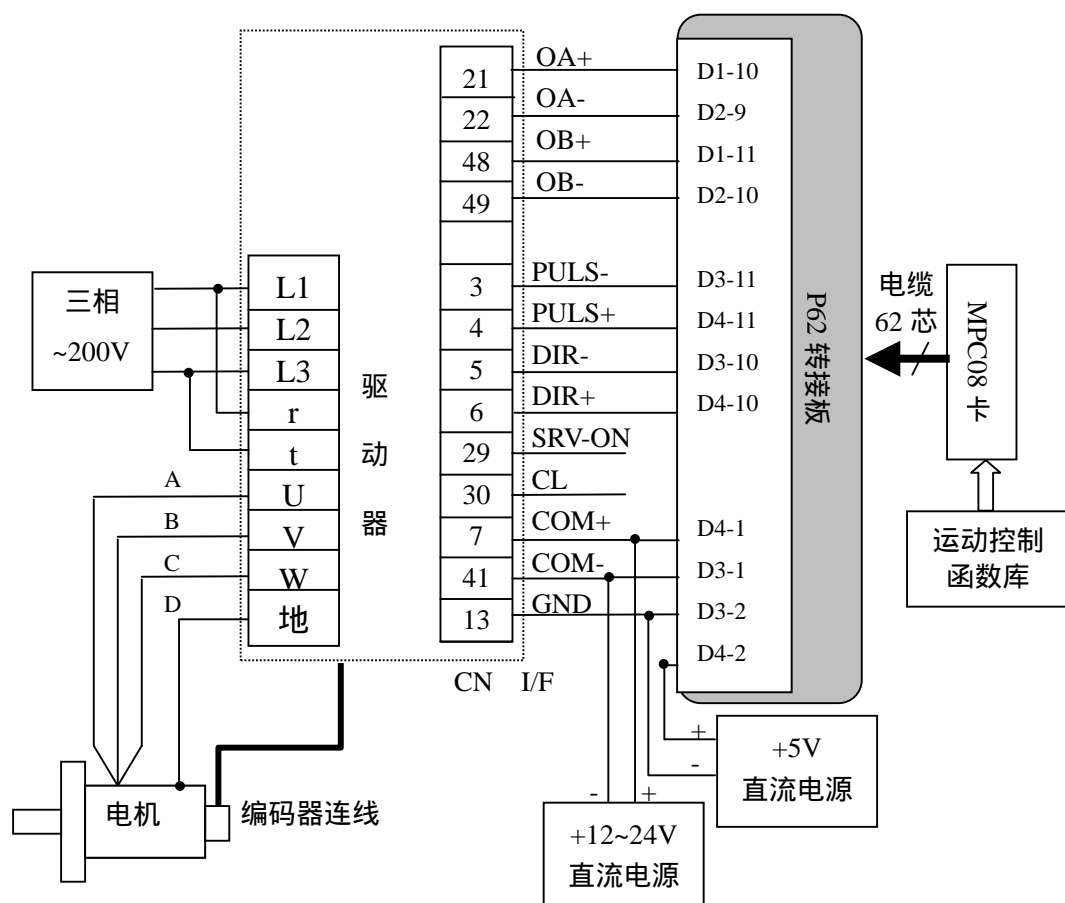 21
OA+
D1-10
22
OA-
D2-9
48
OB+
D1-11
49
OB-
D2-10
三相
~200V
L1
L2
L3
r
t
U
V
W
地
A
B
C
D
驱
动
器
3
PULS-
D3-11
4
PULS+
D4-11
5
DIR-
D3-10
6
DIR+
D4-10
29
SRV-ON
30
CL
7
COM+
D4-1
41
COM-
D3-1
13
GND
D3-2
D4-2
CN I/F
P62 转接板
电缆
62 芯
MPC08 卡
运动控制
函数库
+
-
+5V
直流电源
-
+
+12~24V
直流电源
电机
编码器连线